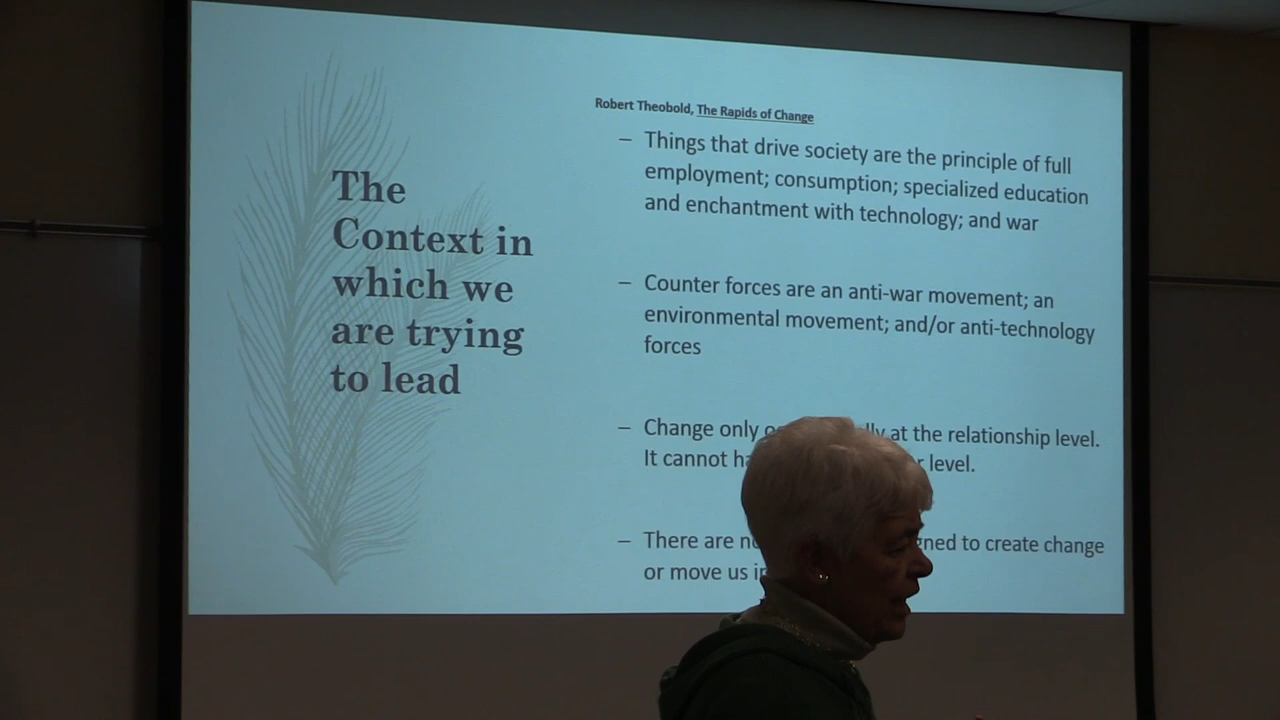 The
Context in
which we
are trying
to lead
Robert Theobold, The Rapids of Change
– Things that drive society are the principle of full
employment; consumption; specialized education
and enchantment with technology; and war
– Counter forces are an anti-war movement; an
environmental movement; and/or anti-technology
forces
– Change only at the relationship level.
It cannot level.
– There are to create change
or move us